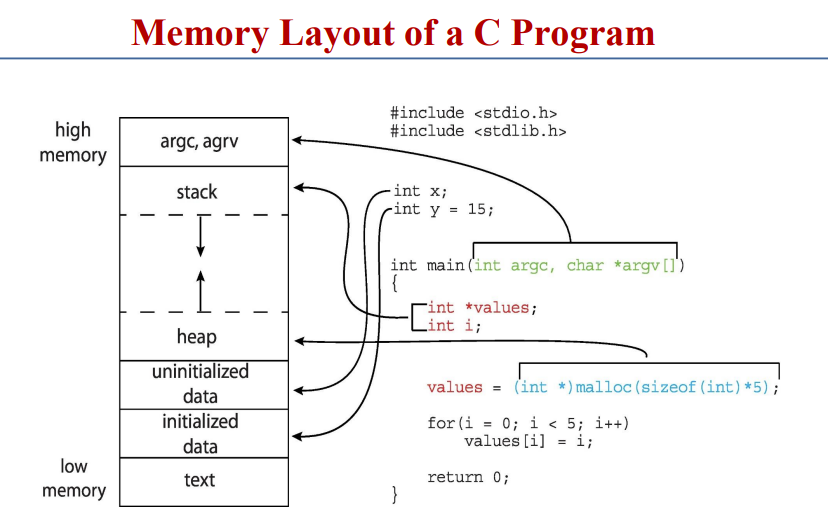 Memory Layout of a C Program
high
memory
argc, agrv
stack
heap
uninitialized
data
initialized
data
text
low
memory
#include <stdio.h>
#include <stdlib.h>
int x;
int y = 15;
int main(int argc, char *argv[])
{
int *values;
int i;
values = (int *)malloc(sizeof(int)*5);
for(i = 0; i < 5; i++)
values[i] = i;
return 0;
}